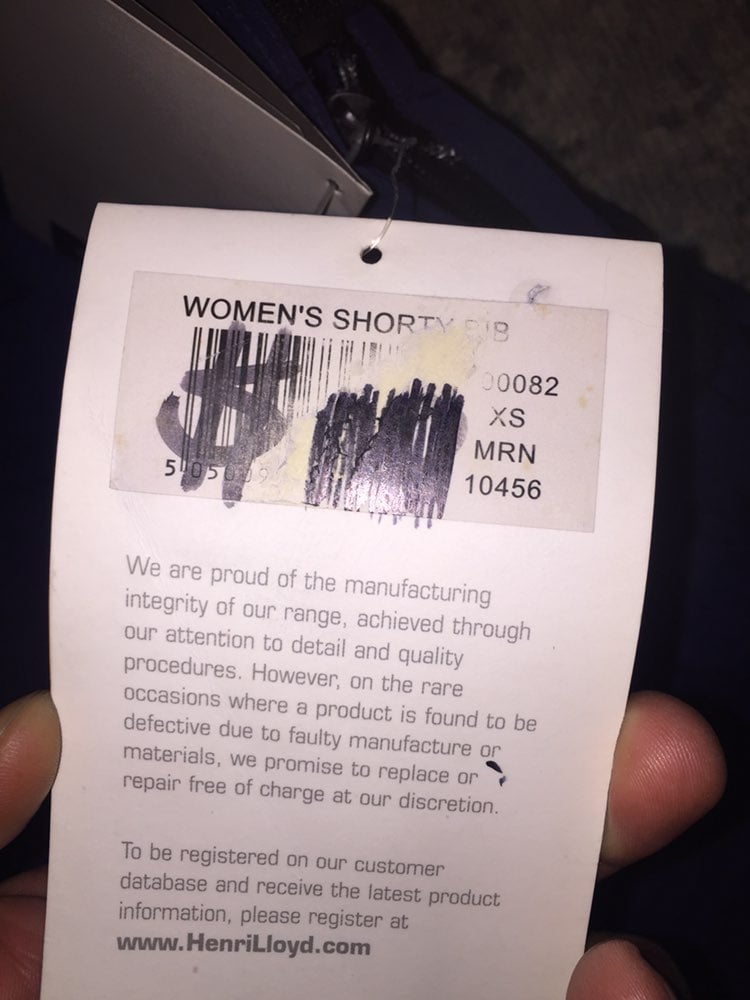 WOMEN'S SHORTY BIB
00082
XS
MRN
10456
5 05009
We are proud of the manufacturing
integrity of our range, achieved through
our attention to detail and quality
procedures. However, on the rare
occasions where a product is found to be
defective due to faulty manufacture or
materials, we promise to replace or
repair free of charge at our discretion.
To be registered on our customer
database and receive the latest product
information, please register at
www.HenriLloyd.com